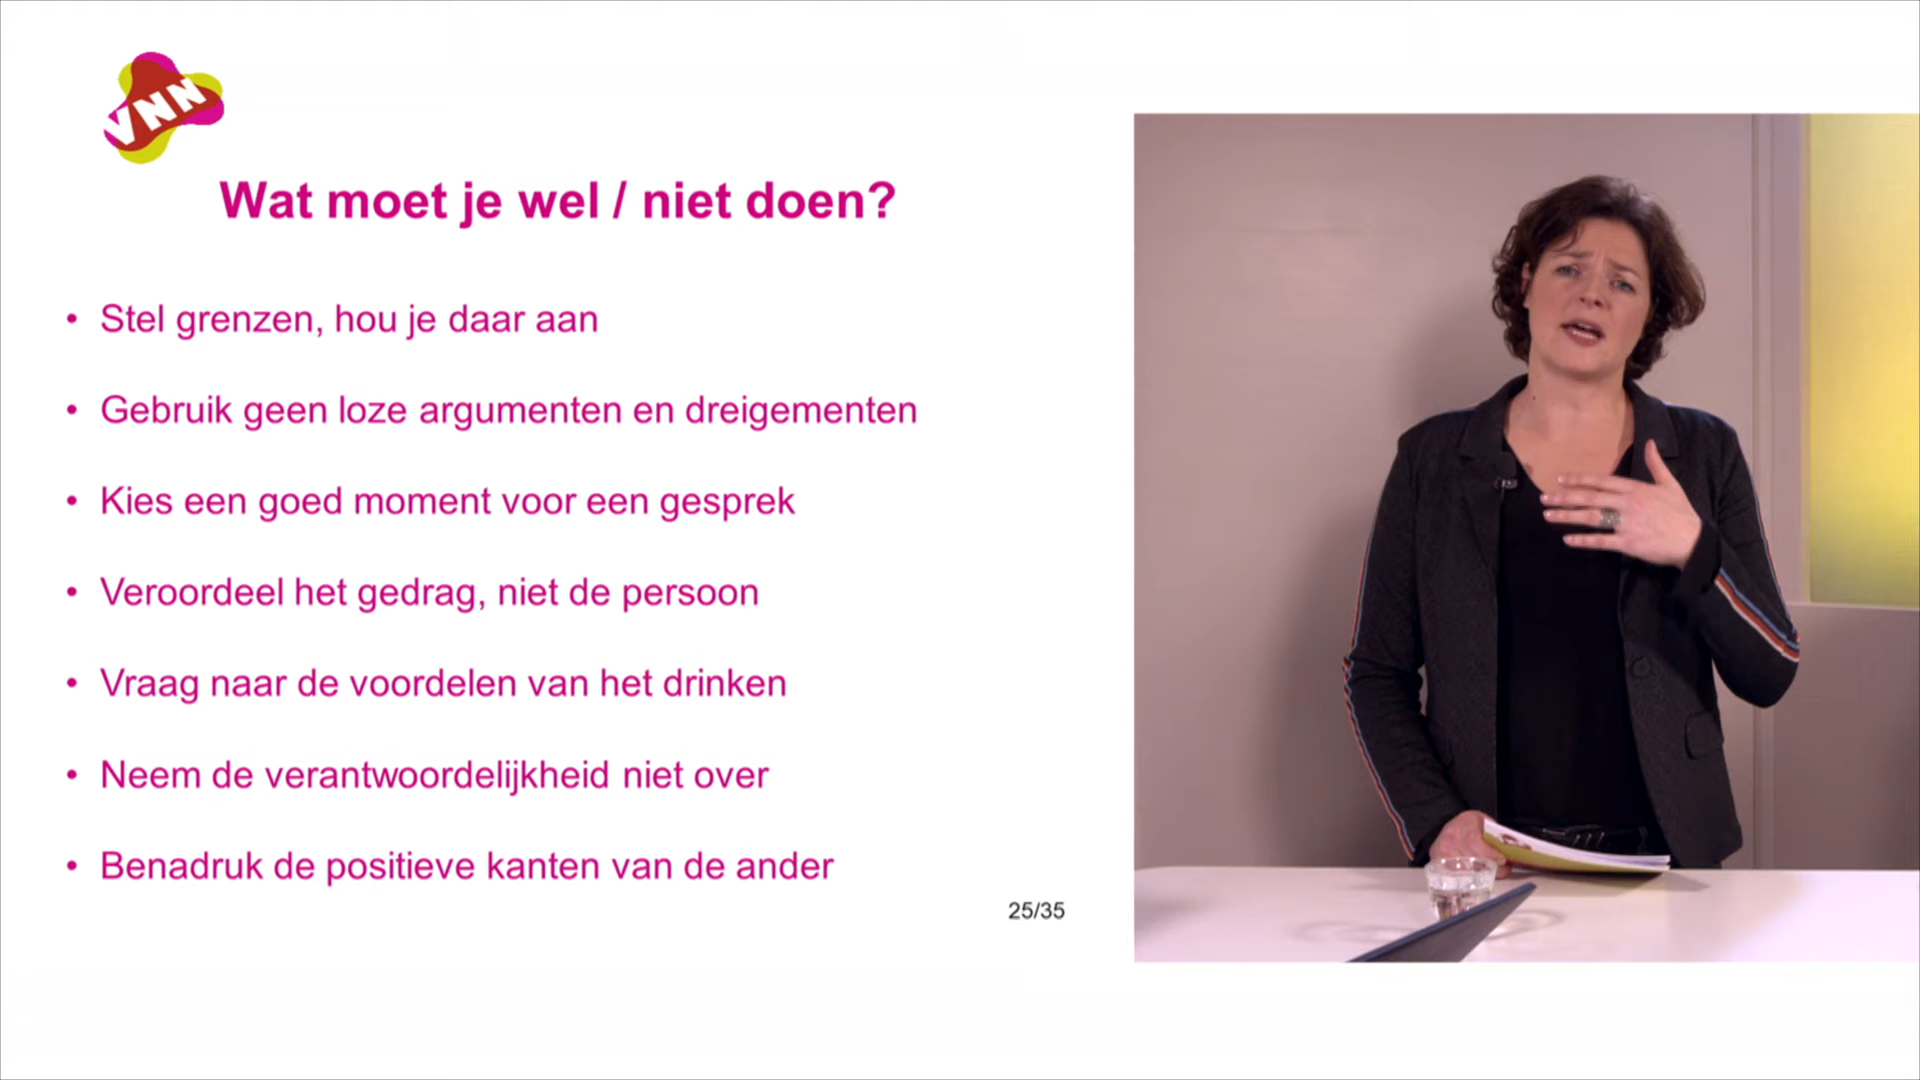 VNN
Wat moet je wel / niet doen?
• Stel grenzen, hou je daar aan
• Gebruik geen loze argumenten en dreigementen
• Kies een goed moment voor een gesprek
• Veroordeel het gedrag, niet de persoon
• Vraag naar de voordelen van het drinken
• Neem de verantwoordelijkheid niet over
• Benadruk de positieve kanten van de ander
25/35